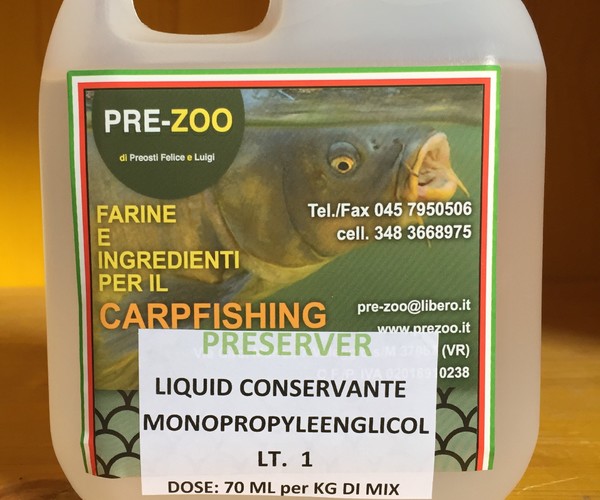 PRE-ZOO
di Preosti Felice e Luigi
Tel./Fax 045 7950506
cell. 348 3668975
FARINE
E
INGREDIENTI
PER IL
CARPFISHING
pre-zoo@libero.it
www.prezoo.it
(VR)
PRESERVER
LIQUID CONSERVANTE
MONOPROPYLEENGLICOL
LT. 1
DOSE: 70 ML per KG DI MIX